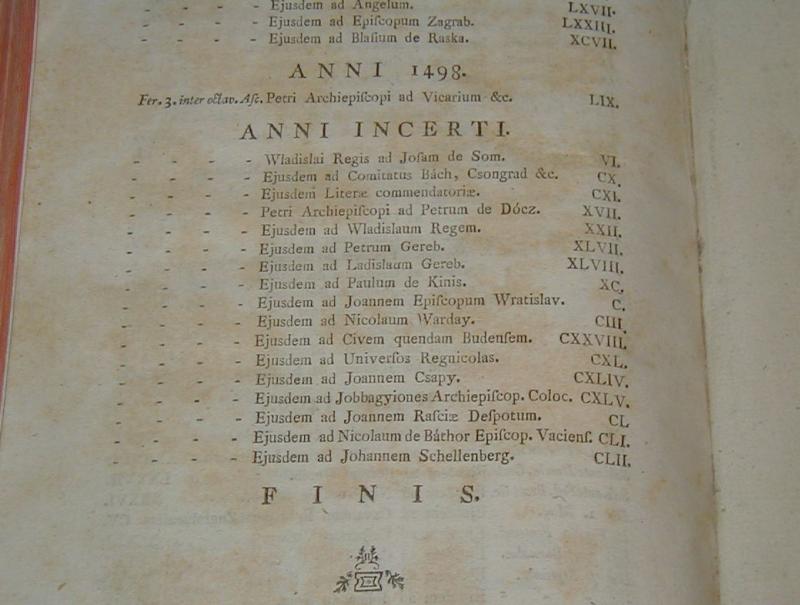 - - - - Ejusdem ad Angelum. LXVII.
- - - - Ejusdem ad Epiſcopum Zagrab. LXXIII.
- - - - Ejusdem ad Blaſium de Raska. XCVII.
ANNI 1498.
Fer. 3. inter octav. Aſc. Petri Archiepiſcopi ad Vicarium &c. LIX.
ANNI INCERTI.
- - - - Wladislai Regis ad Joſam de Som. VI.
- - - - Ejusdem ad Comitatus Bách, Csongrad &c. CX.
- - - - Ejusdem Literæ commendatoriæ. CXI.
- - - - Petri Archiepiſcopi ad Petrum de Dócz. XVII.
- - - - Ejusdem ad Wladislaum Regem. XXII.
- - - - Ejusdem ad Petrum Gereb. XLVII.
- - - - Ejusdem ad Ladislaum Gereb. XLVIII.
- - - - Ejusdem ad Paulum de Kinis. XC.
- - - - Ejusdem ad Joannem Epiſcopum Wratislav. C.
- - - - Ejusdem ad Nicolaum Warday. CIII.
- - - - Ejusdem ad Civem quendam Budenſem. CXXVIII.
- - - - Ejusdem ad Univerſos Regnicolas. CXL.
- - - - Ejusdem ad Joannem Csapy. CXLIV.
- - - - Ejusdem ad Jobbagyiones Archiepiſcop. Coloc. CXLV.
- - - - Ejusdem ad Joannem Raſciæ Deſpotum. CL
- - - - Ejusdem ad Nicolaum de Báthor Epiſcop. Vacienſ. CLI.
- - - - Ejusdem ad Johannem Schellenberg. CLII.
FINIS.